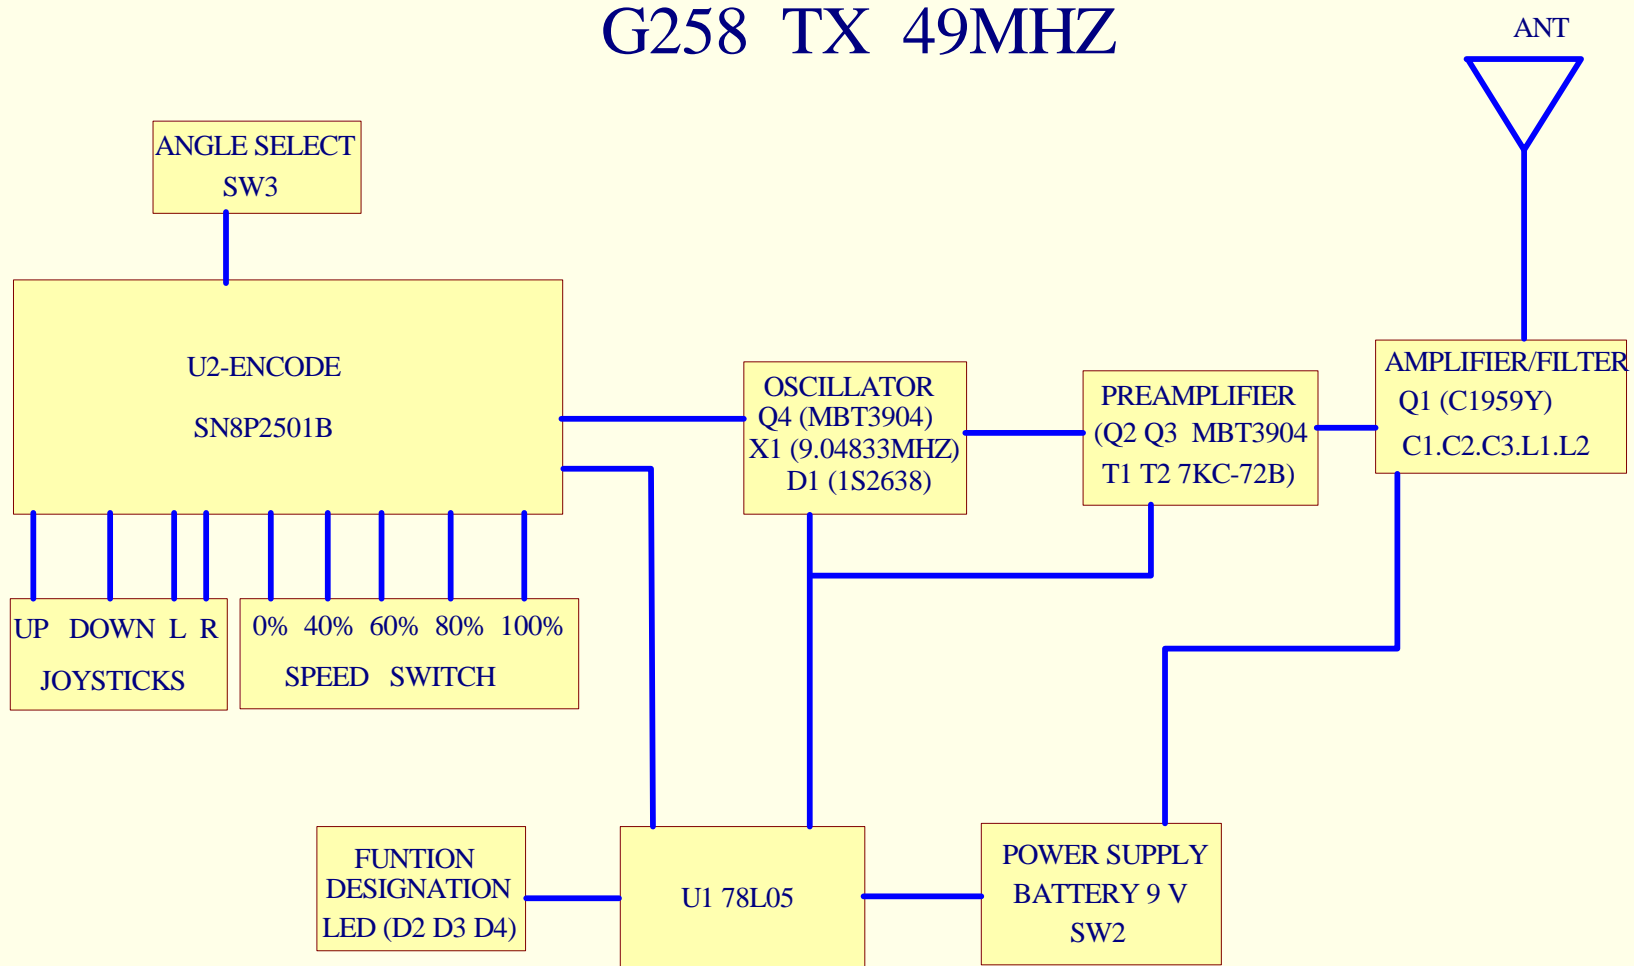 G258 TX 49MHZ
ANT
ANGLE SELECT
SW3
U2-ENCODE
SN8P2501B
OSCILLATOR
Q4 (MBT3904)
X1 (9.04833MHZ)
D1 (1S2638)
PREAMPLIFIER
(Q2 Q3 MBT3904
T1 T2 7KC-72B)
AMPLIFIER/FILTER
Q1 (C1959Y)
C1.C2.C3.L1.L2
UP DOWN L R
JOYSTICKS
0% 40% 60% 80% 100%
SPEED SWITCH
FUNTION
DESIGNATION
LED (D2 D3 D4)
U1 78L05
POWER SUPPLY
BATTERY 9 V
SW2